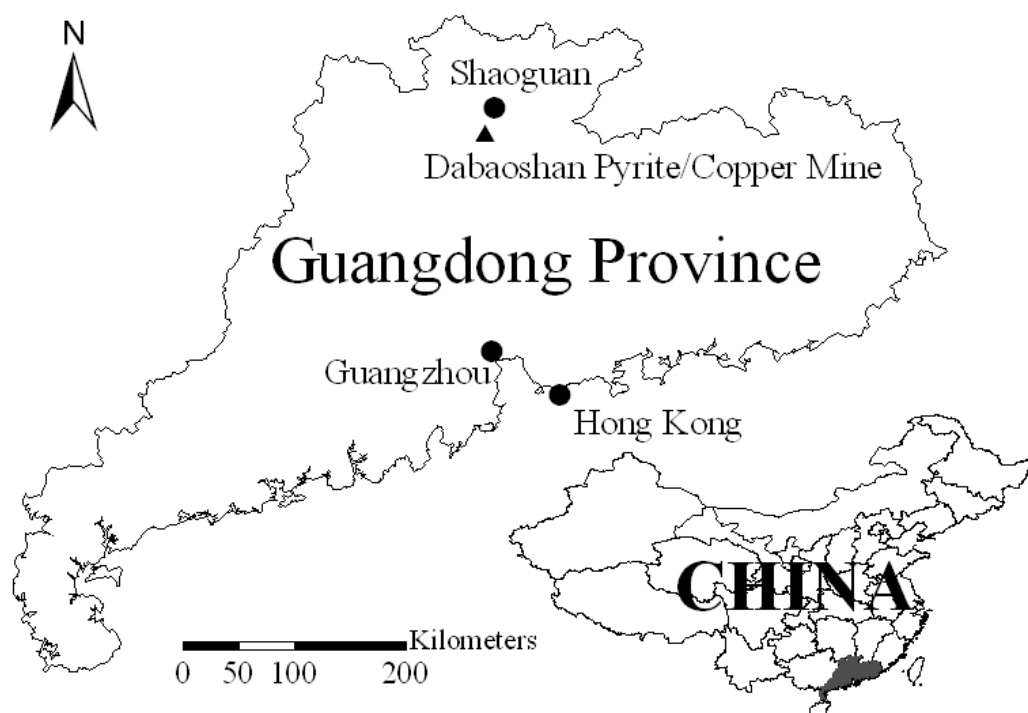 N
Shaoguan
Dabaoshan Pyrite/Copper Mine
Guangdong Province
Guangzhou
Hong Kong
CHINA
Kilometers
0 50 100 200